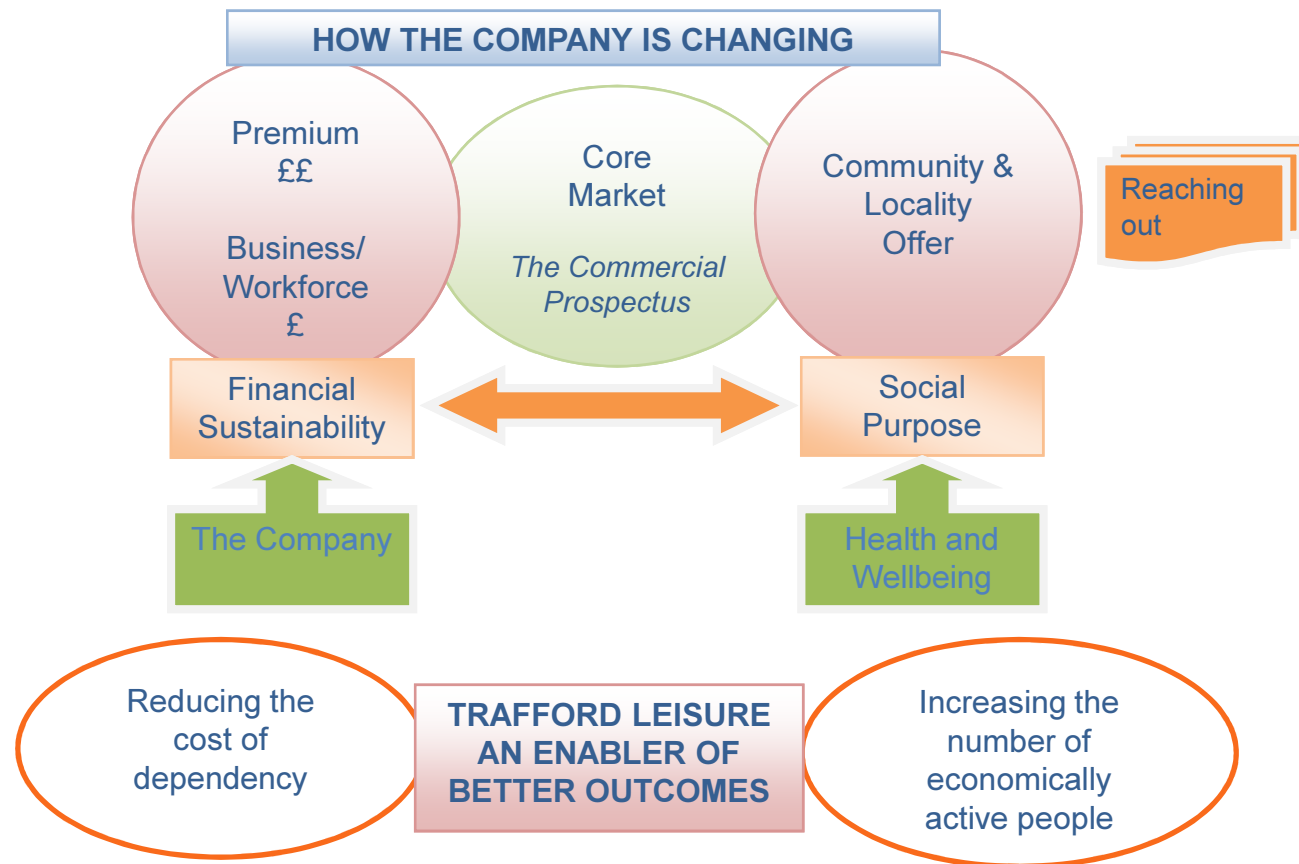 HOW THE COMPANY IS CHANGING
Premium
££
Business/
Workforce
£
Core
Market
The Commercial
Prospectus
Community &
Locality
Offer
Reaching
out
Financial
Sustainability
Social
Purpose
The Company
Health and
Wellbeing
Reducing the
cost of
dependency
TRAFFORD LEISURE
AN ENABLER OF
BETTER OUTCOMES
Increasing the
number of
economically
active people